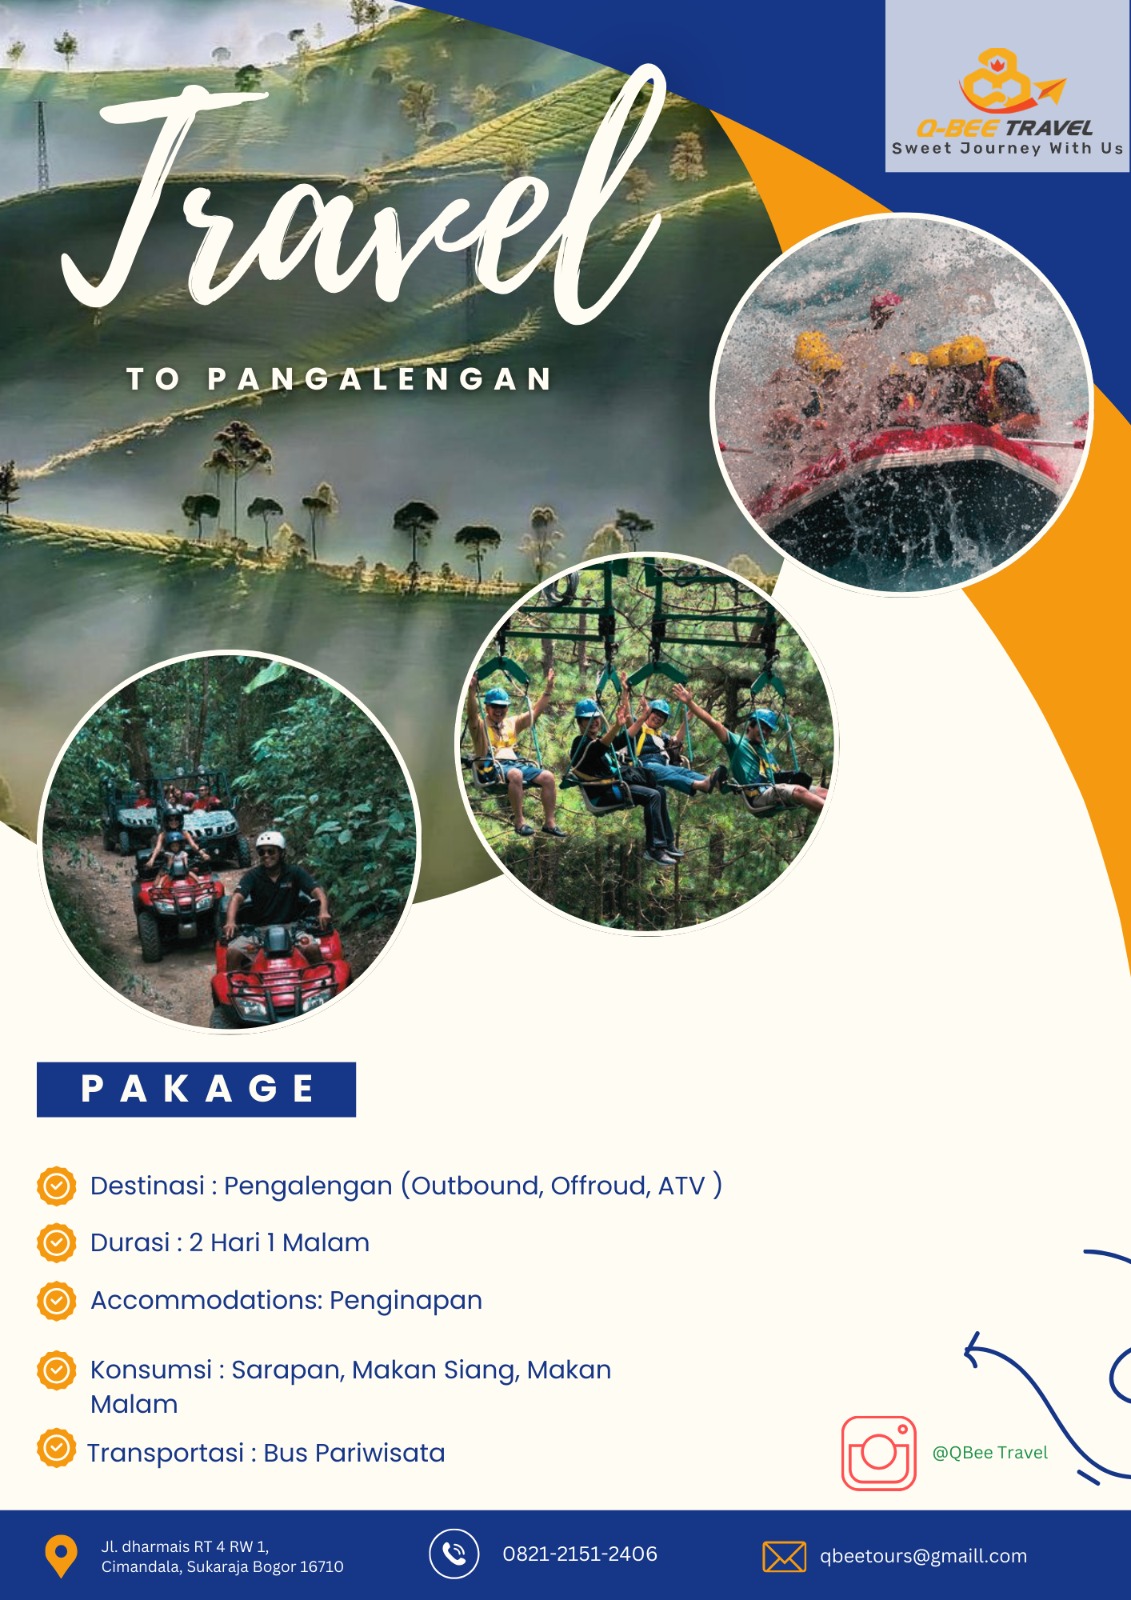 Travel
TO PANGALENGAN
Q-BEE TRAVEL
Sweet Journey With Us
PAKAGE
Destinasi : Pengalengan (Outbound, Offroud, ATV )
Durasi : 2 Hari 1 Malam
Accommodations: Penginapan
Konsumsi : Sarapan, Makan Siang, Makan
Malam
Transportasi : Bus Pariwisata
@QBee Travel
Jl. dharmais RT 4 RW 1,
Cimandala, Sukaraja Bogor 16710
0821-2151-2406
qbeetours@gmaill.com